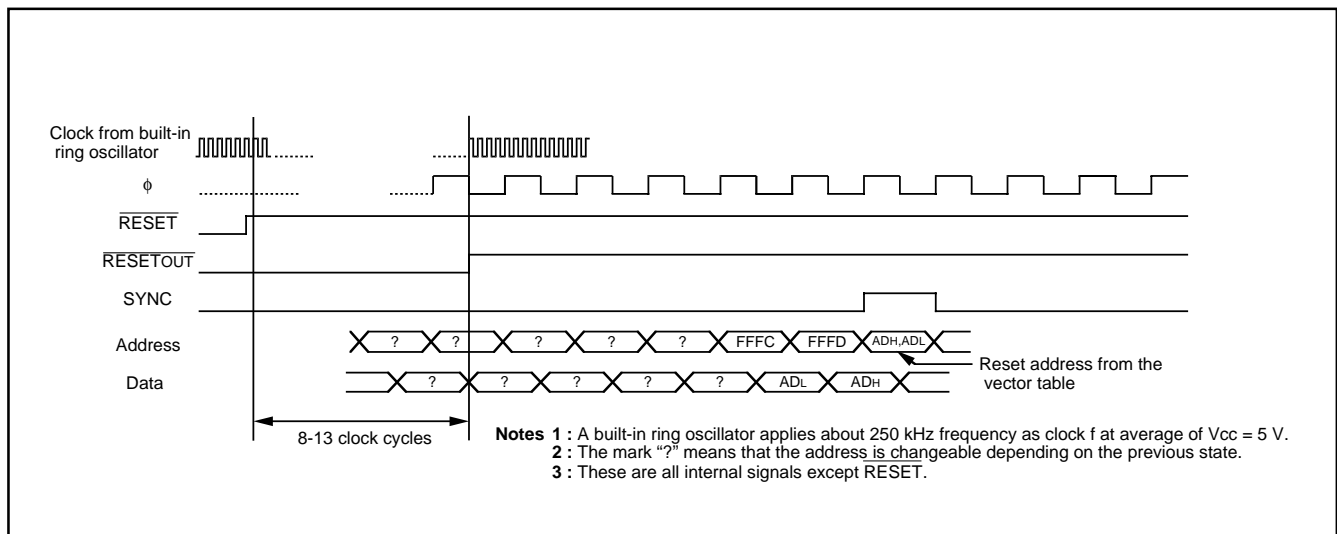 Clock from built-in
ring oscillator
ϕ
RESET
RESETOUT
SYNC
Address
? ? ? ? ? FFFC FFFD ADH,ADL
Reset address from the
vector table
Data
? ? ? ? ? ADL ADH
8-13 clock cycles
Notes 1 : A built-in ring oscillator applies about 250 kHz frequency as clock f at average of Vcc = 5 V.
2 : The mark “?” means that the address is changeable depending on the previous state.
3 : These are all internal signals except RESET.